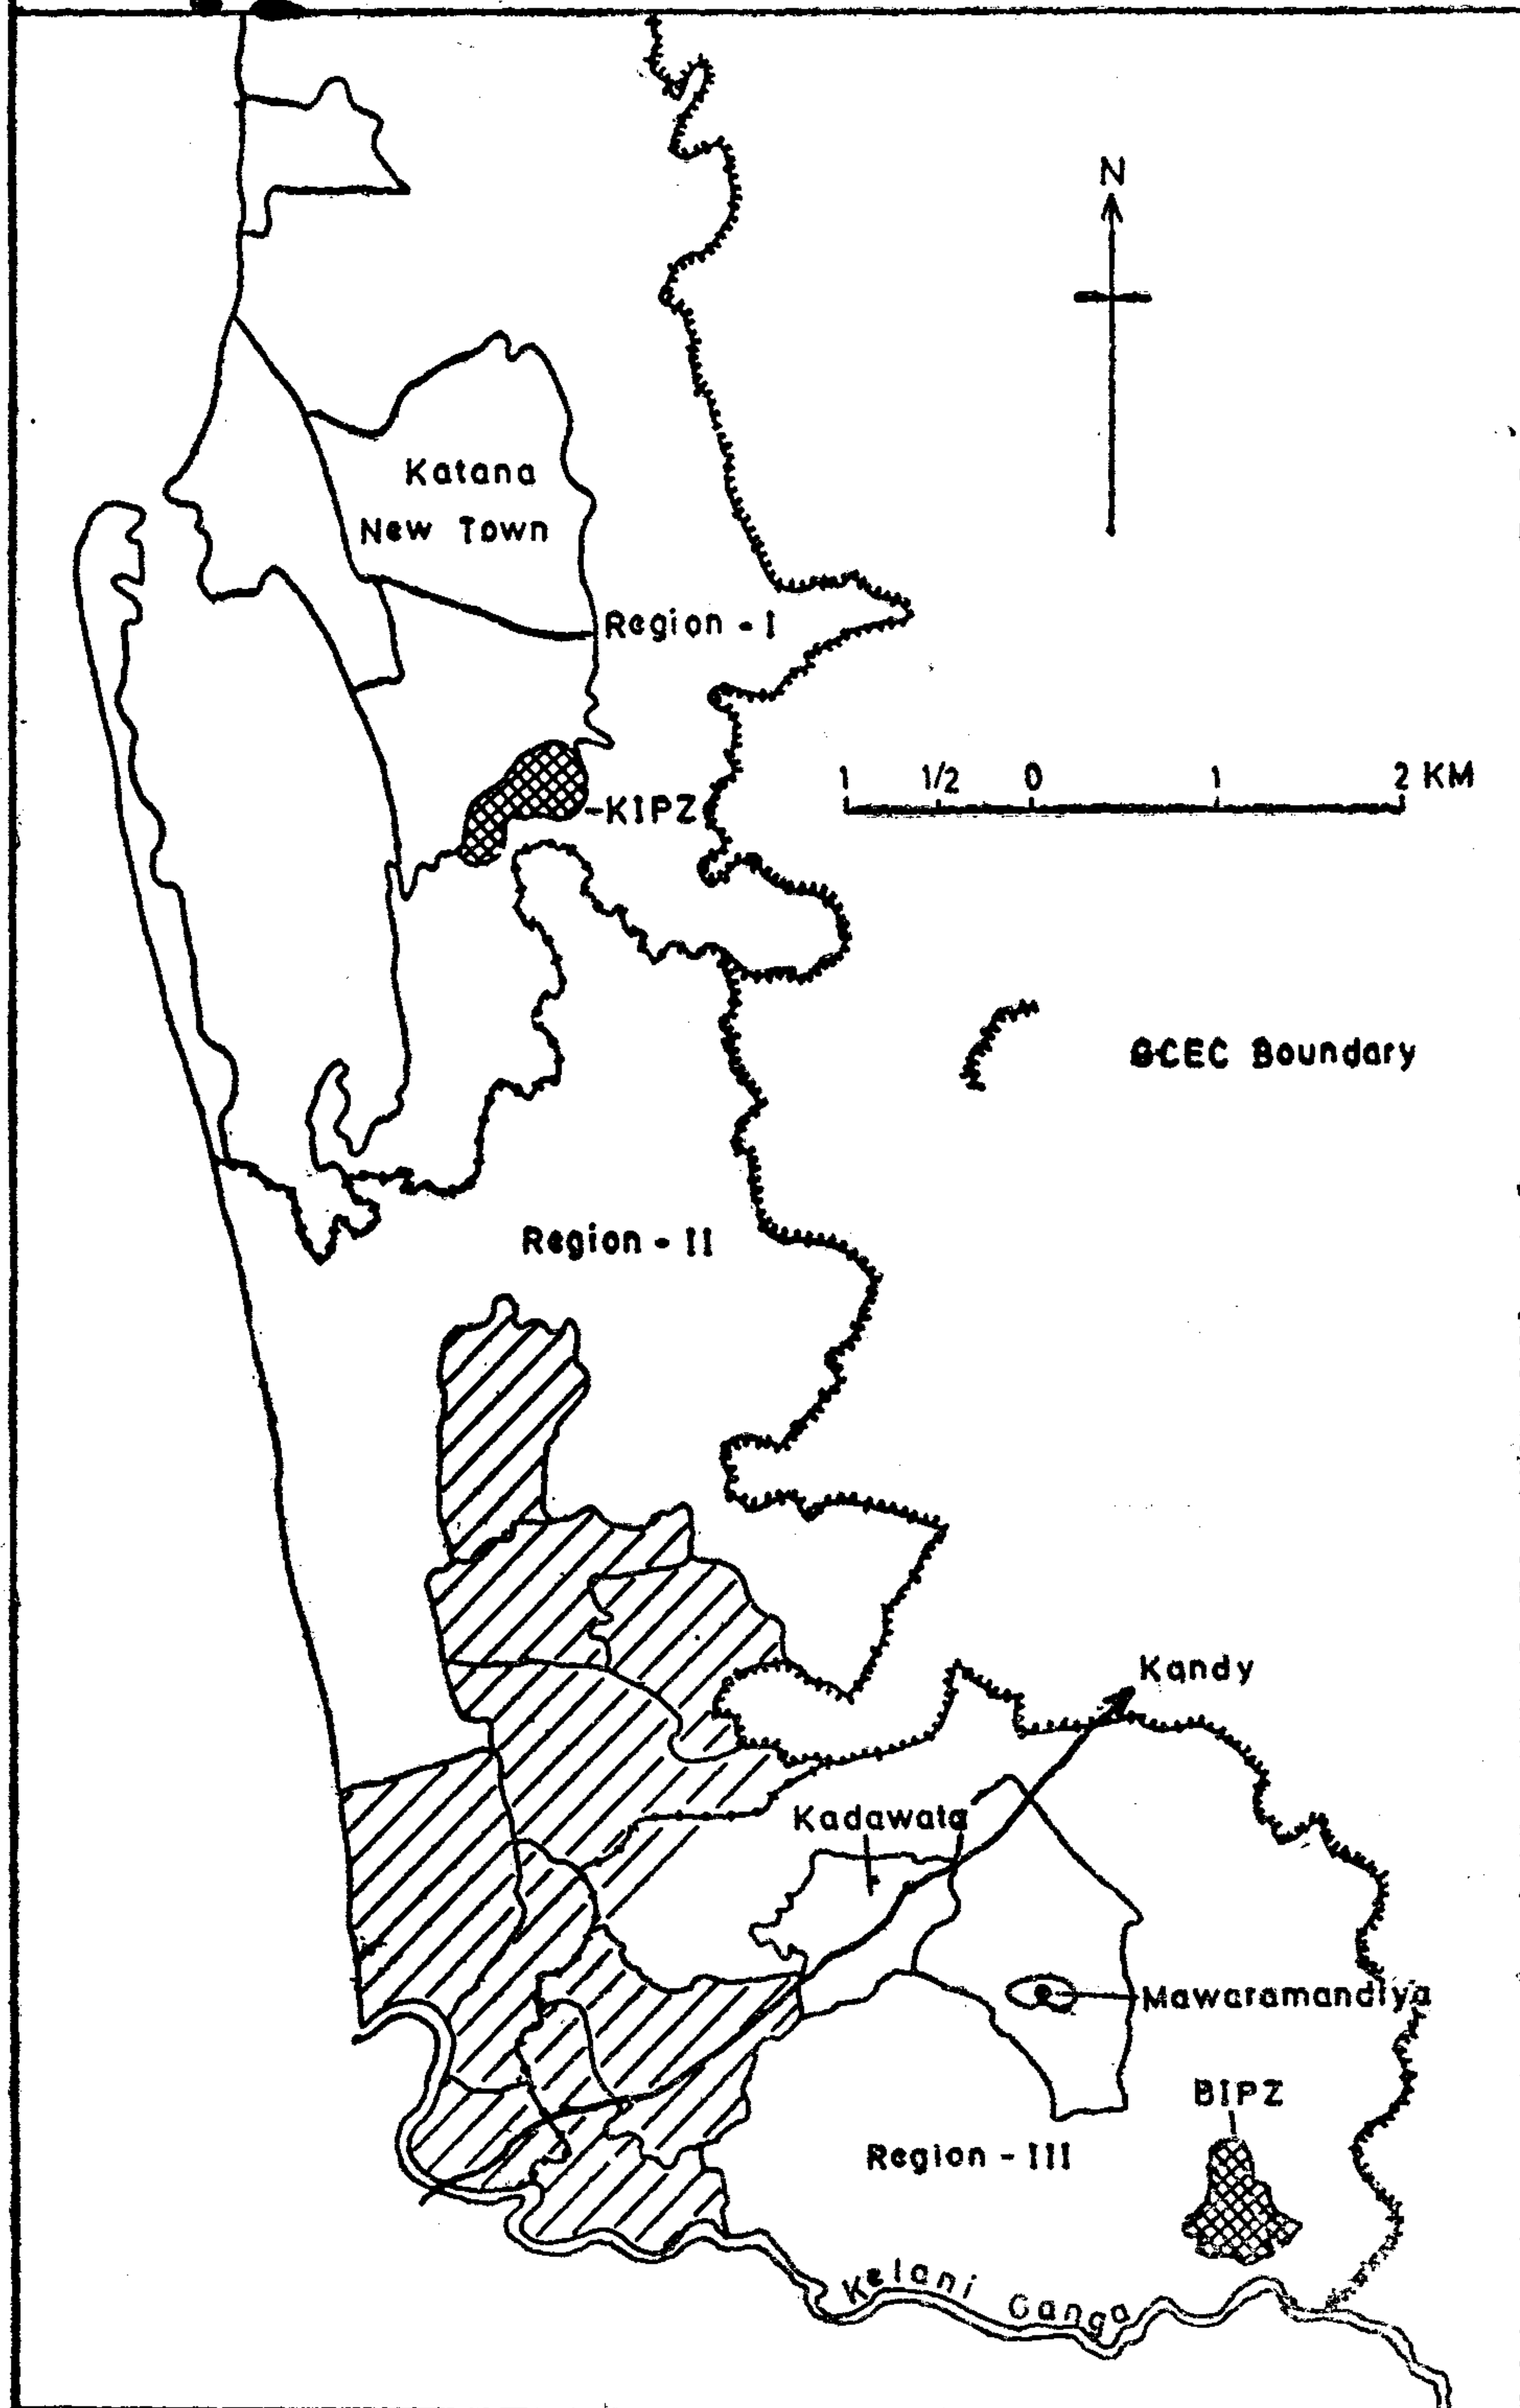 N
Katana
New Town
Region - I
1 1/2 0 1 2 KM
-KIPZ
GCEC Boundary
Region - II
Kandy
Kadawata
Mawaramandiya
BIPZ
Region - III
Kelani Ganga